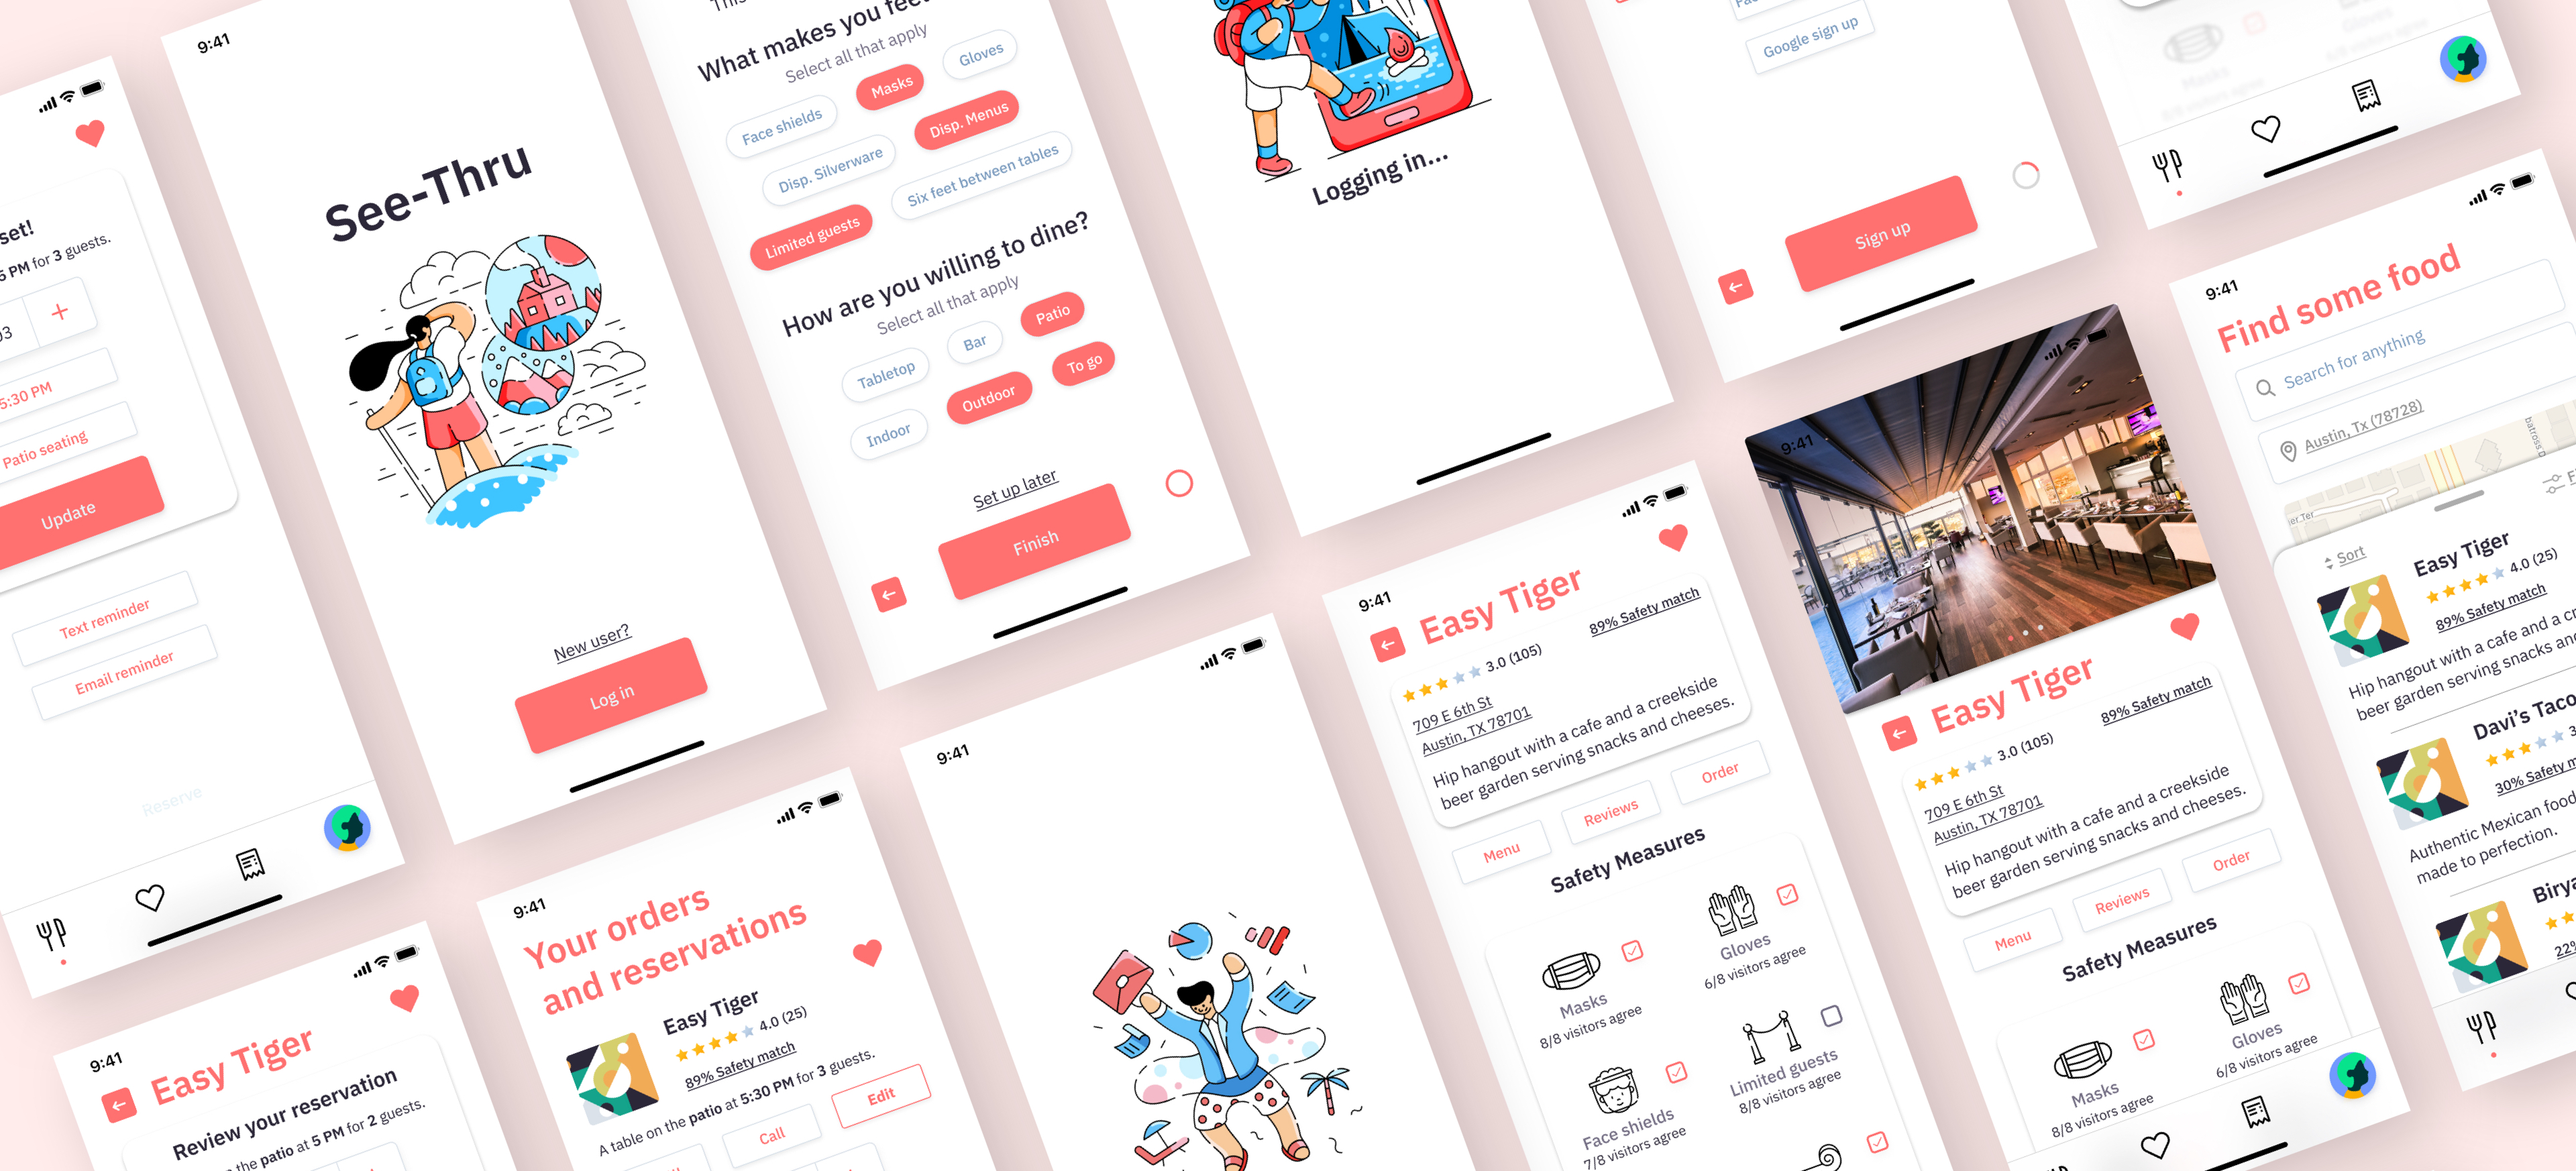 set!
5 PM for 3 guests.
03
5:30 PM
Patio seating
Update
Text reminder
Email reminder
Reserve
9:41
See-Thru
New user?
Log in
This
What makes you feel
Select all that apply
Face shields
Masks
Gloves
Disp. Silverware
Disp. Menus
Limited guests
Six feet between tables
How are you willing to dine?
Select all that apply
Tabletop
Bar
Patio
Indoor
Outdoor
To go
Set up later
Finish
Logging in...
Google sign up
Sign up
Masks
8/8 visitors agree
Gloves
6/8 visitors agree
9:41
Easy Tiger
Review your reservation
the patio at 5 PM for 2 guests.
9:41
Your orders
and reservations
Easy Tiger
4.0 (25)
89% Safety match
A table on the patio at 5:30 PM for 3 guests.
Call
Edit
9:41
9:41
Easy Tiger
3.0 (105)
89% Safety match
709 E 6th St
Austin, TX 78701
Hip hangout with a cafe and a creekside
beer garden serving snacks and cheeses.
Menu
Reviews
Order
Safety Measures
Masks
8/8 visitors agree
Gloves
6/8 visitors agree
Face shields
7/8 visitors agree
Limited guests
8/8 visitors agree
9:41
Easy Tiger
3.0 (105)
89% Safety match
709 E 6th St
Austin, TX 78701
Hip hangout with a cafe and a creekside
beer garden serving snacks and cheeses.
Menu
Reviews
Order
Safety Measures
Masks
8/8 visitors agree
Gloves
6/8 visitors agree
9:41
Find some food
Search for anything
Austin, Tx (78728)
Sort
Easy Tiger
4.0 (25)
89% Safety match
Hip hangout with a cafe and a cr
beer garden serving snacks an
Davi's Taco
3
30% Safety m
Authentic Mexican food
made to perfection.
Birya
22%